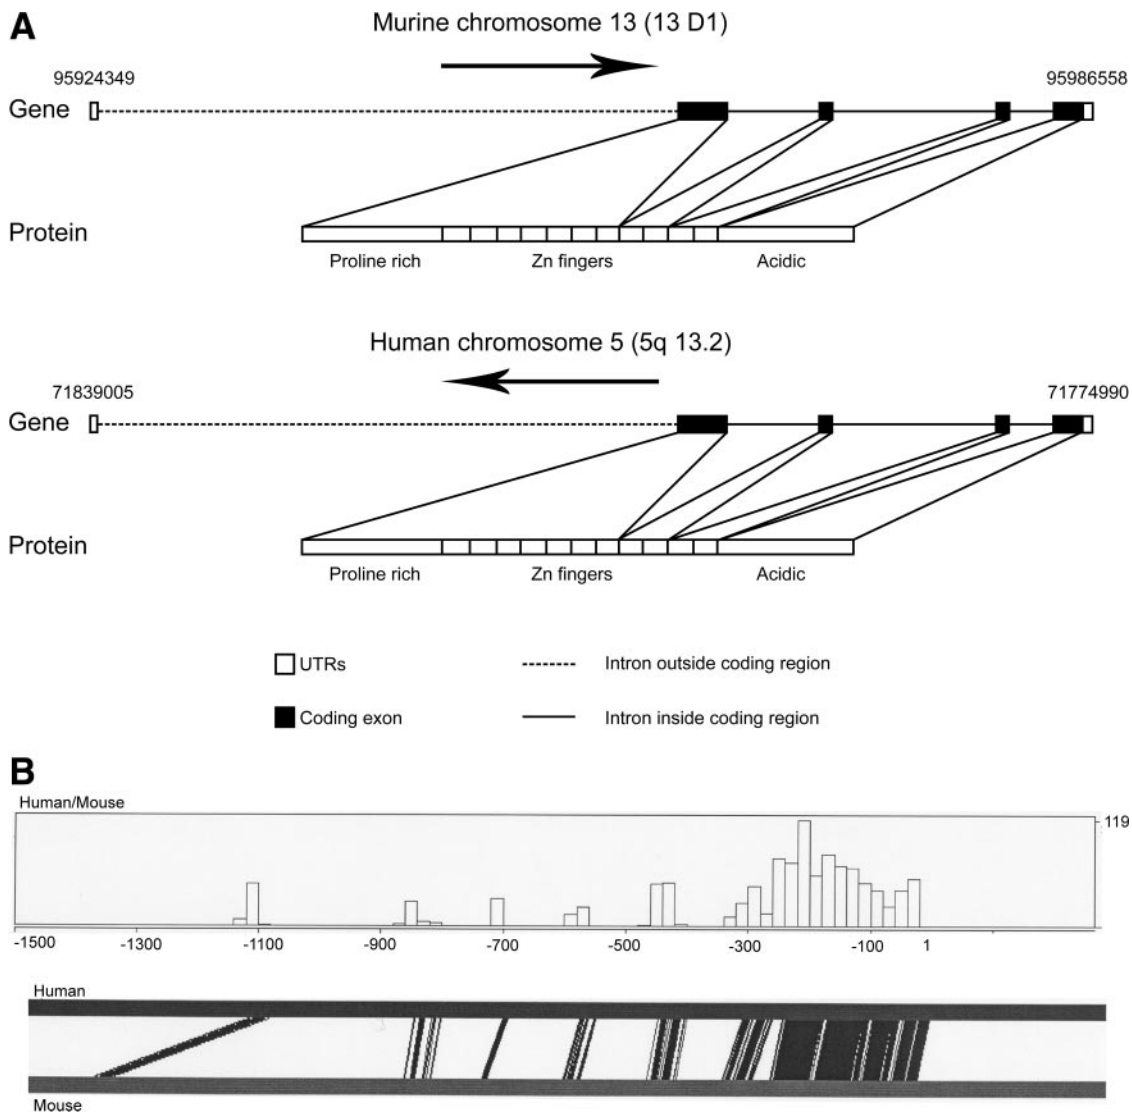 A
Murine chromosome 13 (13 D1)
95924349
95986558
Gene
Protein
Proline rich
Zn fingers
Acidic
Human chromosome 5 (5q 13.2)
71839005
71774990
Gene
Protein
Proline rich
Zn fingers
Acidic
UTRs
Intron outside coding region
Coding exon
Intron inside coding region
B
Human/Mouse
119
-1500 -1300 -1100 -900 -700 -500 -300 -100 1
Human
Mouse